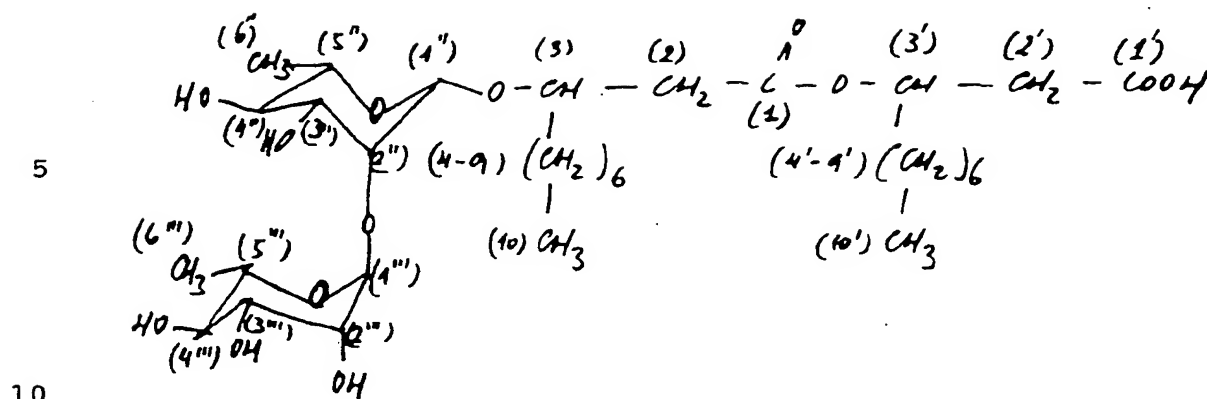 (6") (5") (1") (3) (2) O (3') (2') (1')
CH3 O-CH-CH2-C-O-CH-CH2-COOH
HO O (1)
(4") HO (3")
5 (2") (4-9) (CH2)6 (4'-9') (CH2)6
O
(6''') (5''') (10) CH3 (10') CH3
CH3 O (1''')
HO (3''') (2''')
(4''') OH
10 OH